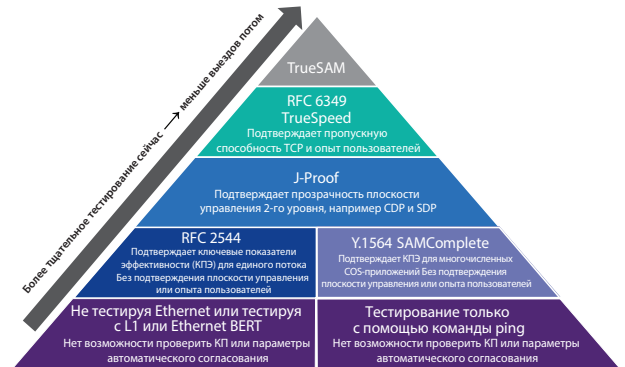 Более тщательное тестирование сейчас → меньше выездов потом
TrueSAM
RFC 6349
TrueSpeed
Подтверждает пропускную
способность TCP и опыт пользователей
J-Proof
Подтверждает прозрачность плоскости
управления 2-го уровня, например CDP и SDP
RFC 2544
Подтверждает ключевые показатели
эффективности (КПЭ) для единого потока
Без подтверждения плоскости управления
или опыта пользователей
Y.1564 SAMComplete
Подтверждает КПЭ для многочисленных
COS-приложений Без подтверждения
плоскости управления или опыта пользователей
Не тестируя Ethernet или тестируя
с L1 или Ethernet BERT
Нет возможности проверить КП или параметры
автоматического согласования
Тестирование только
с помощью команды ping
Нет возможности проверить КП или параметры
автоматического согласования